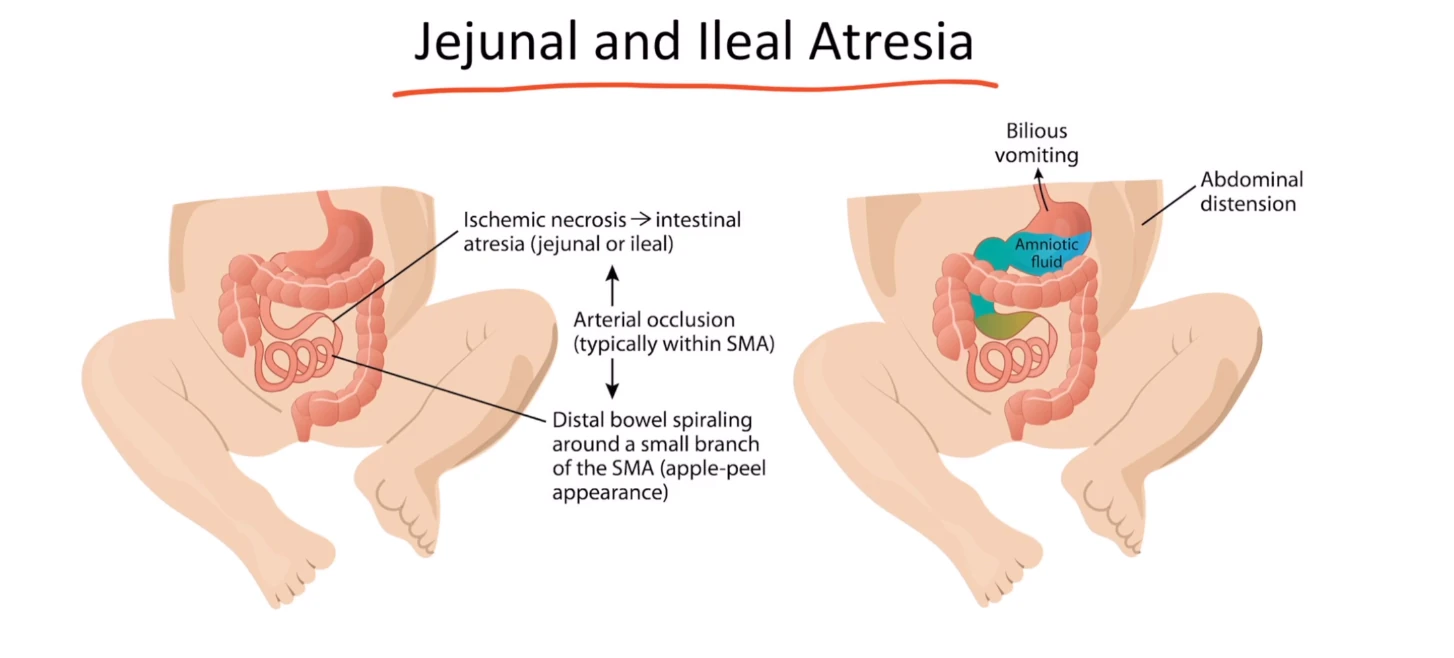 Jejunal and Ileal Atresia
Ischemic necrosis → intestinal
atresia (jejunal or ileal)
Arterial occlusion
(typically within SMA)
Distal bowel spiraling
around a small branch
of the SMA (apple-peel
appearance)
Bilious
vomiting
Abdominal
distension
Amniotic
fluid